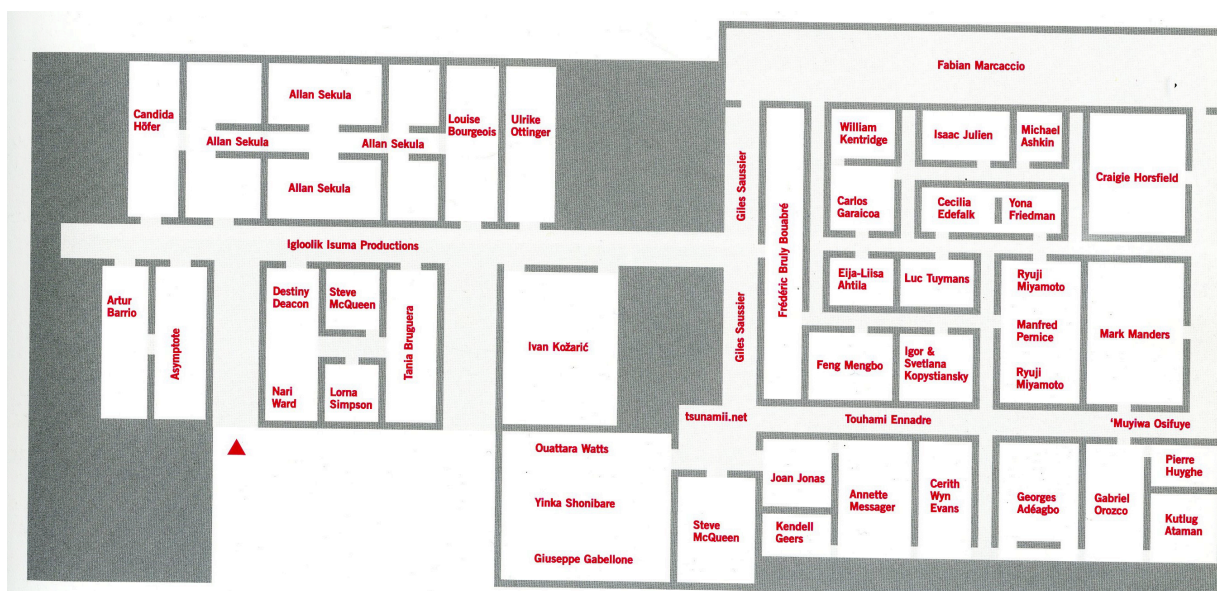 Fabian Marcaccio
Candida
Höfer
Allan Sekula
Allan Sekula
Allan Sekula
Allan Sekula
Louise
Bourgeois
Ulrike
Ottinger
Giles Saussier
Giles Saussier
Frédéric Bruly Bouabré
William
Kentridge
Isaac Julien
Michael
Ashkin
Craigie Horsfield
Carlos
Garaicoa
Cecilia
Edefalk
Yona
Friedman
Igloolik Isuma Productions
Artur
Barrio
Asymptote
Destiny
Deacon
Steve
McQueen
Tania Bruguera
Nari
Ward
Lorna
Simpson
Ivan Kožarić
Eija-Liisa
Ahtila
Luc Tuymans
Ryuji
Miyamoto
Manfred
Pernice
Ryuji
Miyamoto
Mark Manders
Feng Mengbo
Igor &
Svetlana
Kopystiansky
tsunamii.net
Touhami Ennadre
'Muyiwa Osifuye
Ouattara Watts
Yinka Shonibare
Giuseppe Gabellone
Steve
McQueen
Joan Jonas
Kendell
Geers
Annette
Messager
Cerith
Wyn
Evans
Georges
Adéagbo
Gabriel
Orozco
Pierre
Huyghe
Kutlug
Ataman